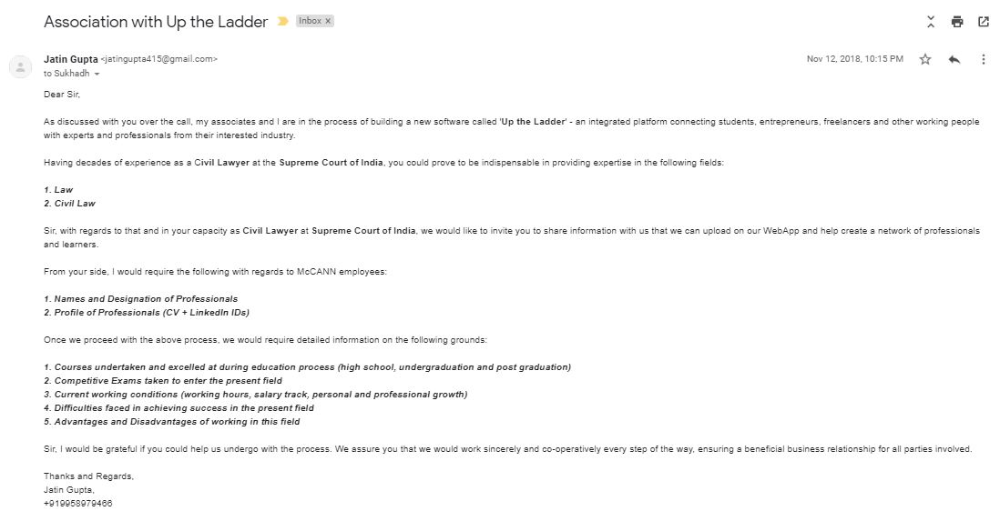 Association with Up the Ladder Inbox x
Jatin Gupta <jatingupta415@gmail.com> Nov 12, 2018, 10:15 PM
to Sukhadh
Dear Sir,
As discussed with you over the call, my associates and I are in the process of building a new software called 'Up the Ladder' - an integrated platform connecting students, entrepreneurs, freelancers and other working people
with experts and professionals from their interested industry.
Having decades of experience as a Civil Lawyer at the Supreme Court of India, you could prove to be indispensable in providing expertise in the following fields:
1. Law
2. Civil Law
Sir, with regards to that and in your capacity as Civil Lawyer at Supreme Court of India, we would like to invite you to share information with us that we can upload on our WebApp and help create a network of professionals
and learners.
From your side, I would require the following with regards to McCANN employees:
1. Names and Designation of Professionals
2. Profile of Professionals (CV + LinkedIn IDs)
Once we proceed with the above process, we would require detailed information on the following grounds:
1. Courses undertaken and excelled at during education process (high school, undergraduation and post graduation)
2. Competitive Exams taken to enter the present field
3. Current working conditions (working hours, salary track, personal and professional growth)
4. Difficulties faced in achieving success in the present field
5. Advantages and Disadvantages of working in this field
Sir, I would be grateful if you could help us undergo with the process. We assure you that we would work sincerely and co-operatively every step of the way, ensuring a beneficial business relationship for all parties involved.
Thanks and Regards,
Jatin Gupta,
+919958979466